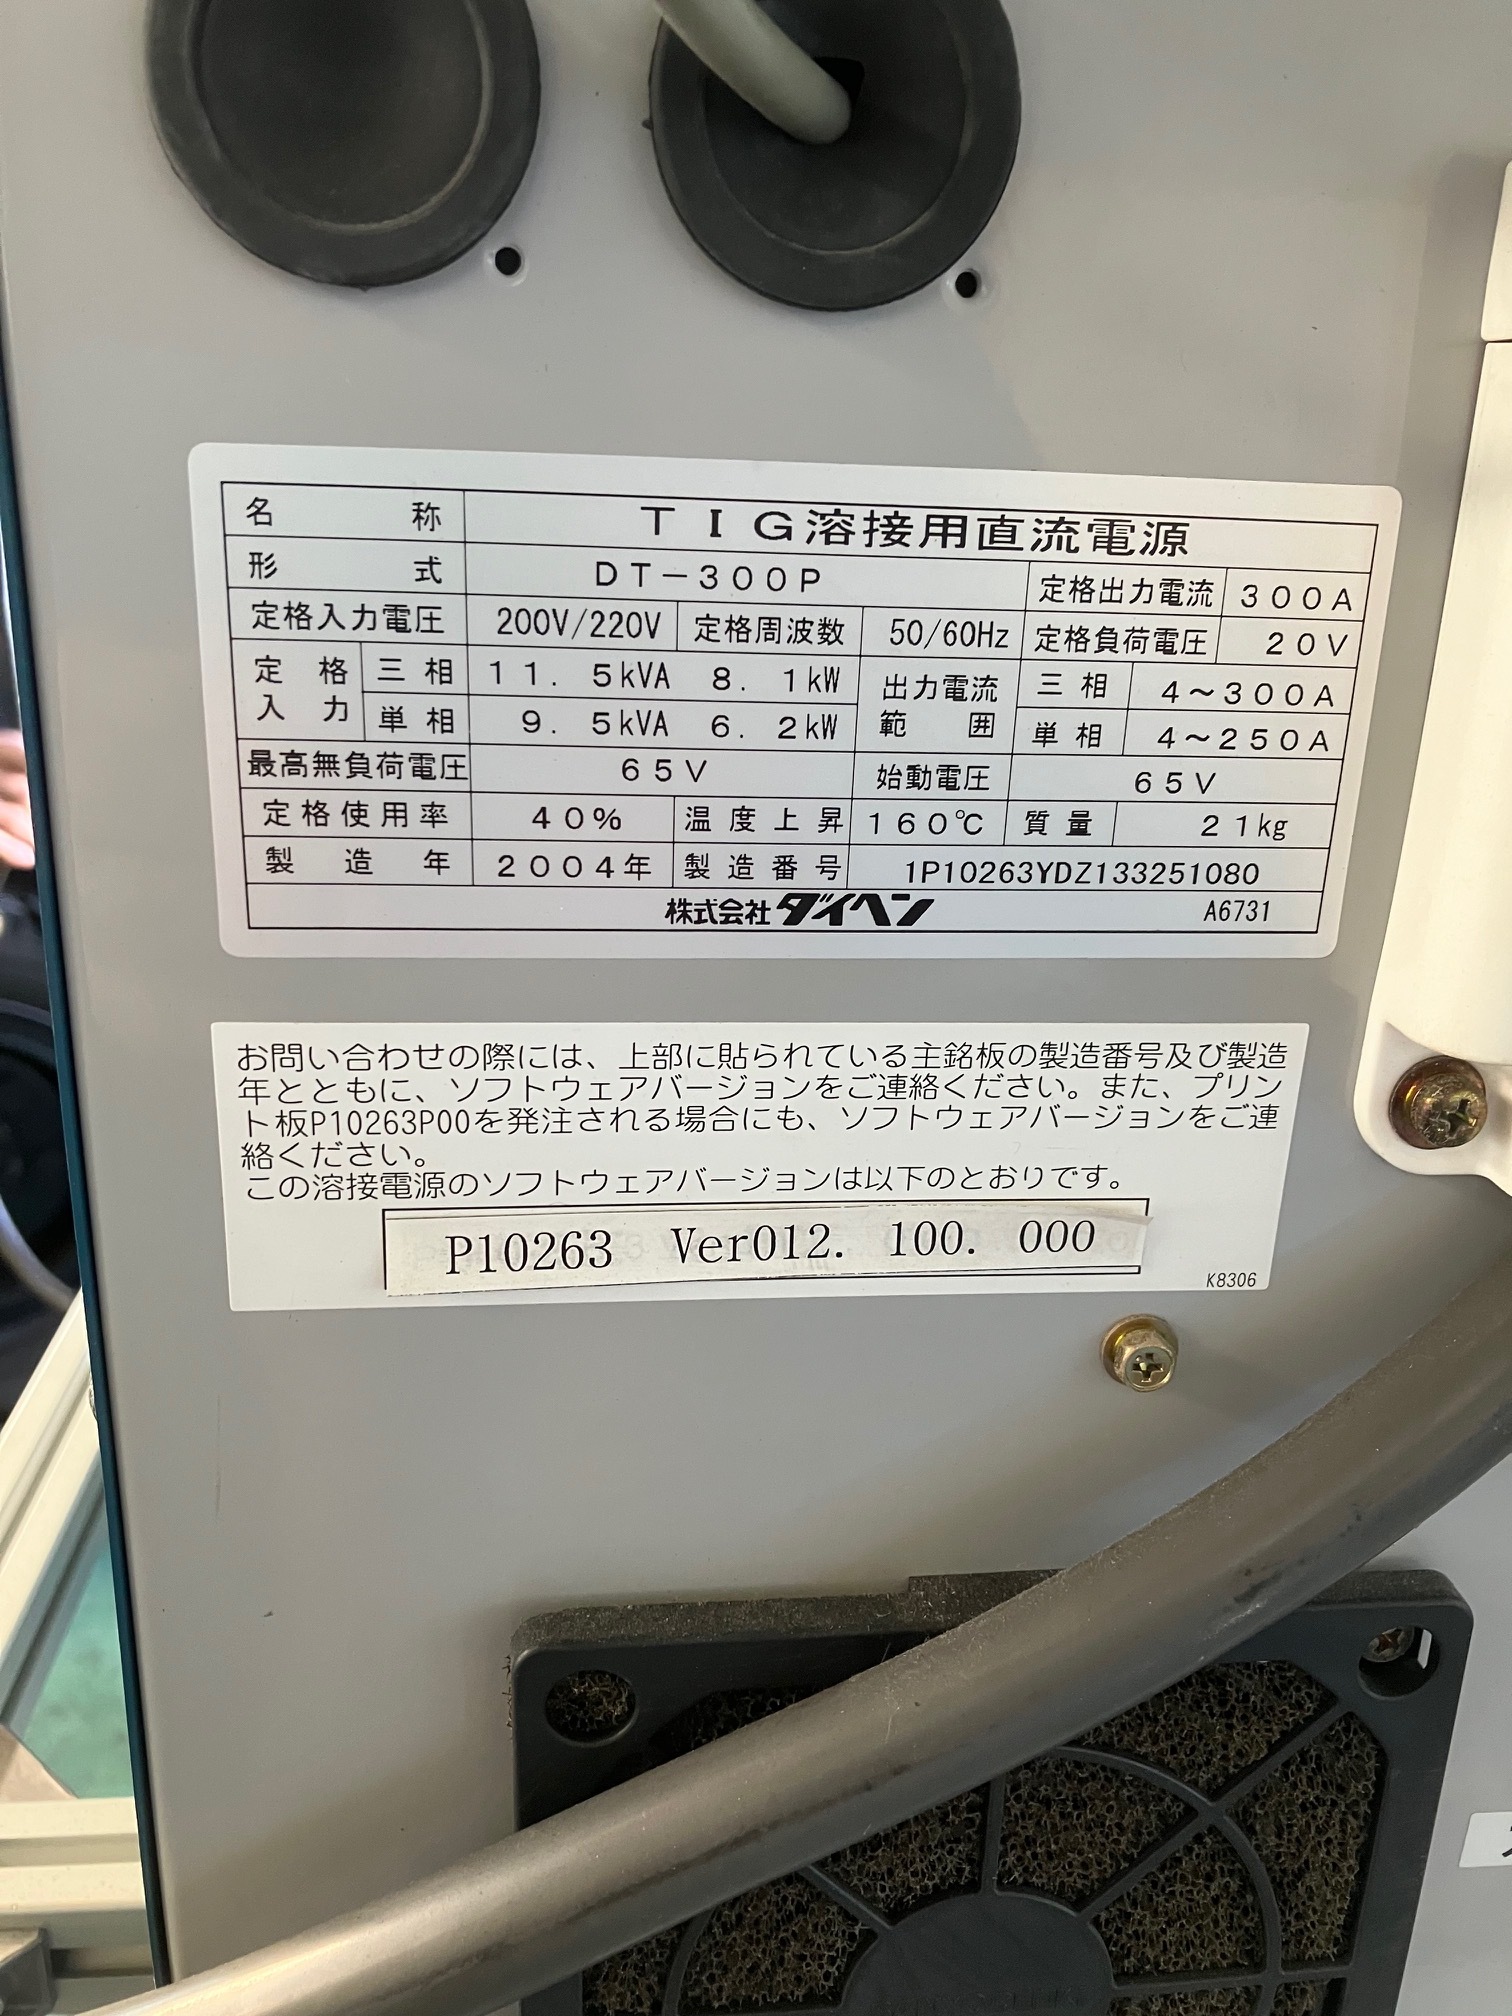 名称 TIG溶接用直流電源
形式 DT-300P 定格出力電流 300A
定格入力電圧 200V/220V 定格周波数 50/60Hz 定格負荷電圧 20V
定格入力 三相 11.5kVA 8.1kW 出力電流範囲 三相 4~300A
単相 9.5kVA 6.2kW 単相 4~250A
最高無負荷電圧 65V 始動電圧 65V
定格使用率 40% 温度上昇 160℃ 質量 21kg
製造年 2004年 製造番号 1P10263YDZ133251080
株式会社ダイヘン A6731
お問い合わせの際には、上部に貼られている主銘板の製造番号及び製造
年とともに、ソフトウェアバージョンをご連絡ください。また、プリン
ト板P10263P00を発注される場合にも、ソフトウェアバージョンをご連
絡ください。
この溶接電源のソフトウェアバージョンは以下のとおりです。
P10263 Ver012. 100. 000
K8306